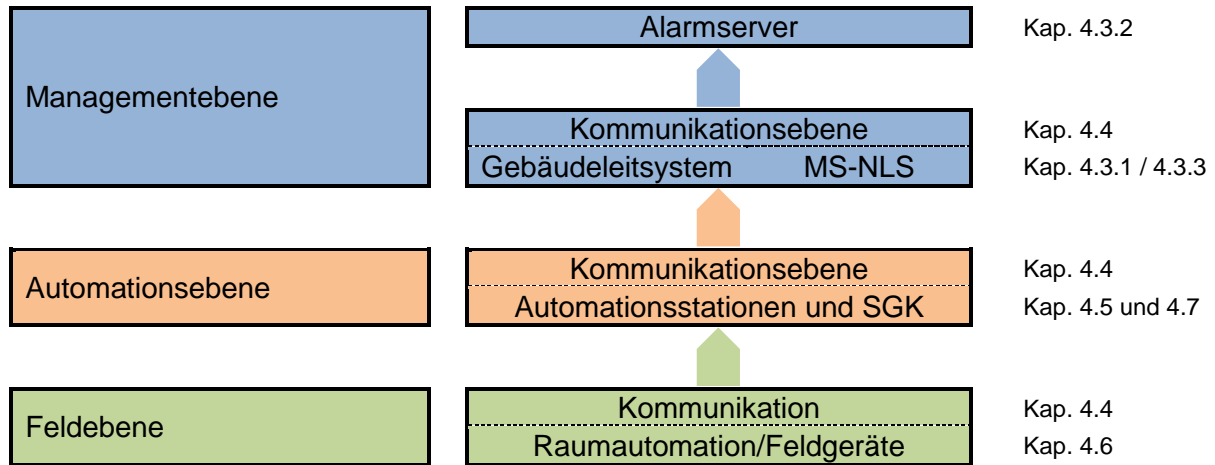 Alarmserver Kap. 4.3.2
Managementebene
Kommunikationsebene Kap. 4.4
Gebäudeleitsystem MS-NLS Kap. 4.3.1 / 4.3.3
Kommunikationsebene Kap. 4.4
Automationsebene
Automationsstationen und SGK Kap. 4.5 und 4.7
Kommunikation Kap. 4.4
Feldebene
Raumautomation/Feldgeräte Kap. 4.6